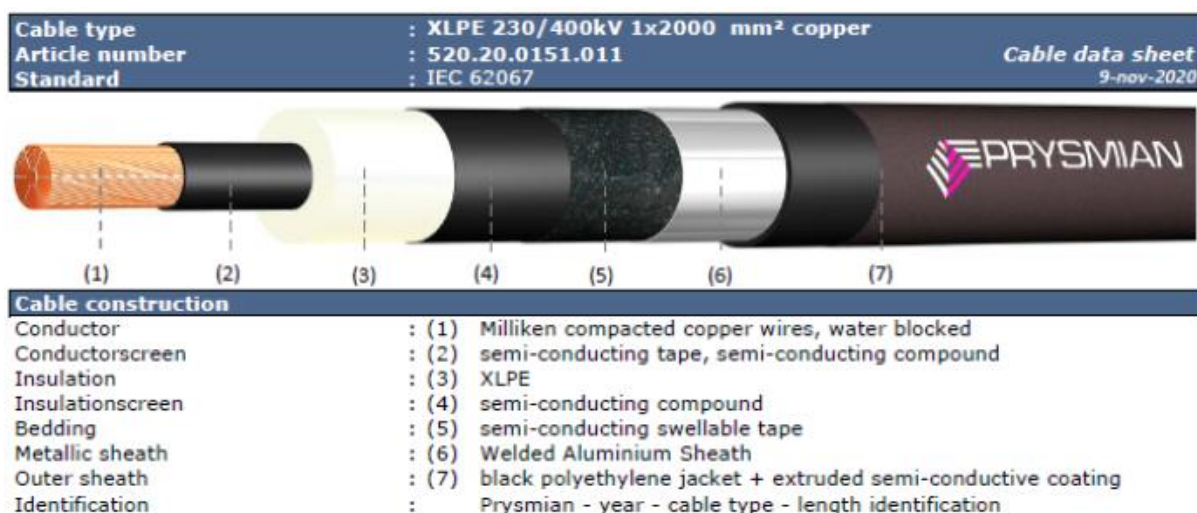 Cable type : XLPE 230/400kV 1x2000 mm² copper
Article number : 520.20.0151.011 Cable data sheet
Standard : IEC 62067 9-nov-2020
PRYSMIAN
(1) (2) (3) (4) (5) (6) (7)
Cable construction
Conductor : (1) Milliken compacted copper wires, water blocked
Conductorscreen : (2) semi-conducting tape, semi-conducting compound
Insulation : (3) XLPE
Insulationscreen : (4) semi-conducting compound
Bedding : (5) semi-conducting swellable tape
Metallic sheath : (6) Welded Aluminium Sheath
Outer sheath : (7) black polyethylene jacket + extruded semi-conductive coating
Identification : Prysmian - year - cable type - length identification